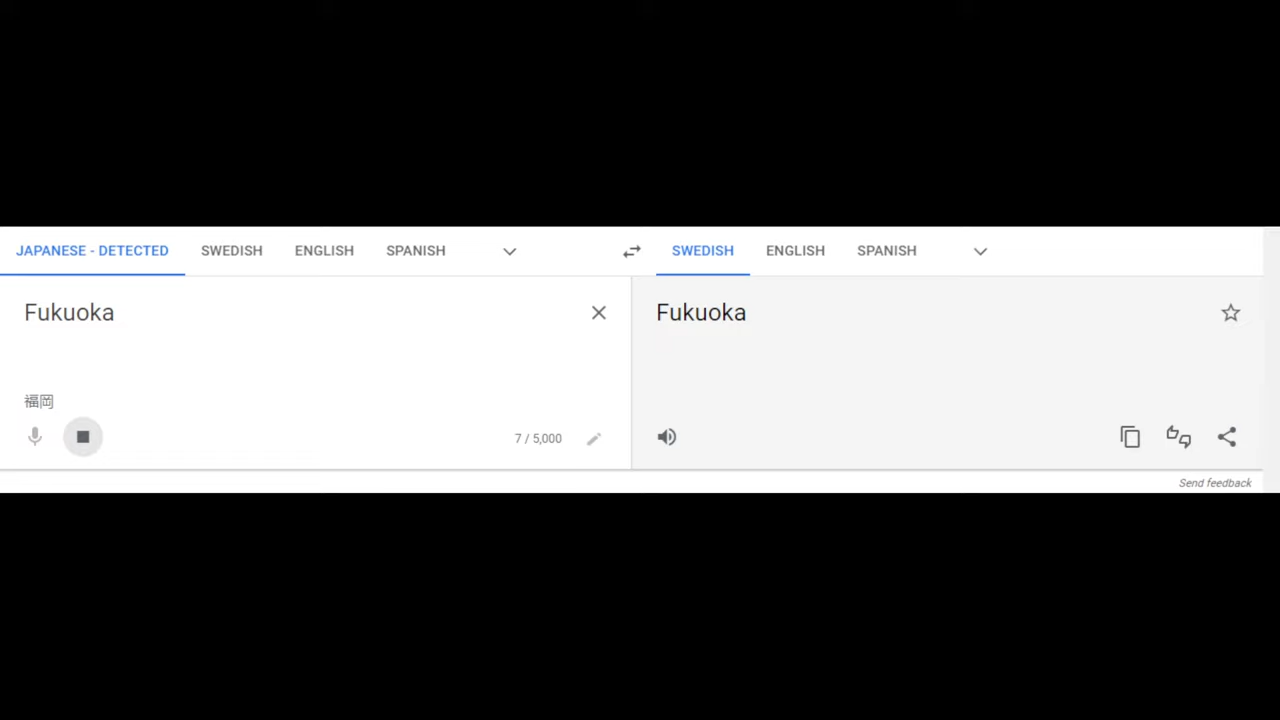 JAPANESE - DETECTED SWEDISH ENGLISH SPANISH SWEDISH ENGLISH SPANISH
Fukuoka Fukuoka
福岡
7 / 5,000
Send feedback